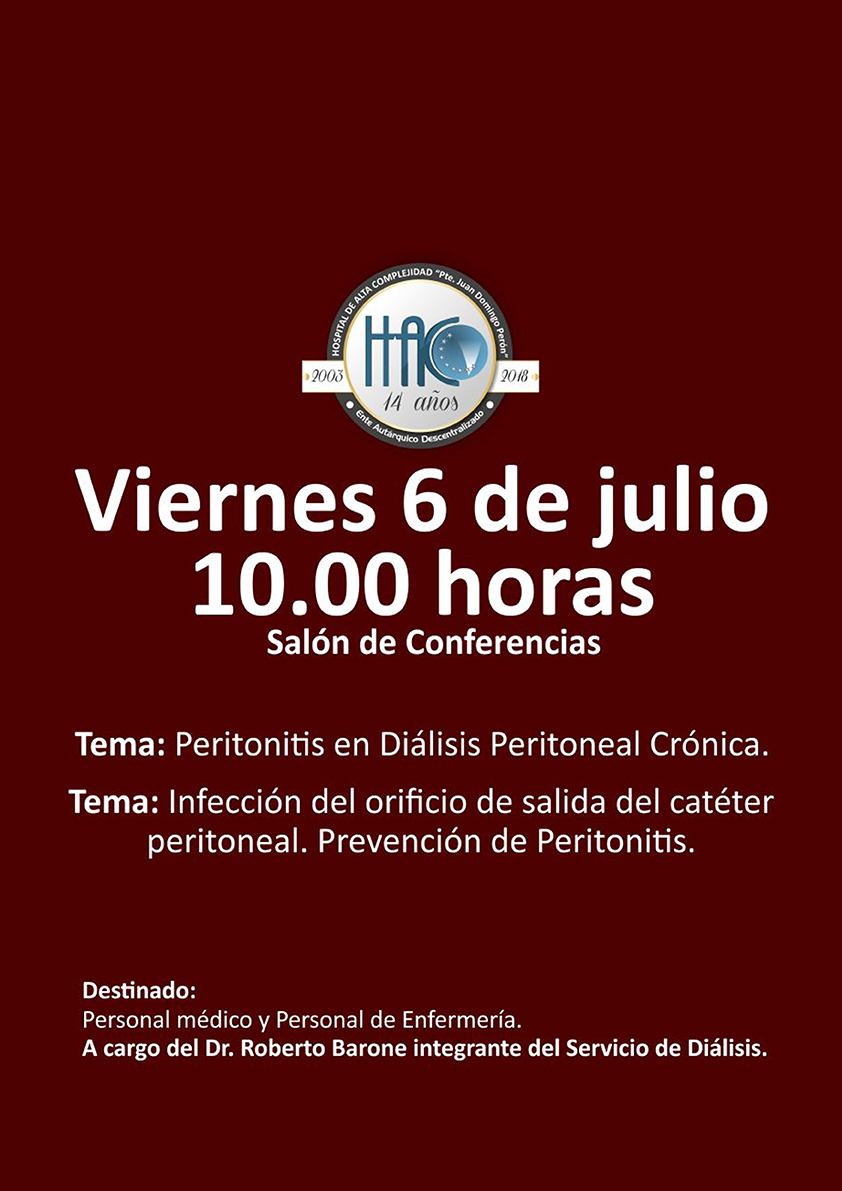 HOSPITAL DE ALTA COMPLEJIDAD "Pte. Juan Domingo Perón"
HAC
2003
2018
14 años
Ente Autárquico Descentralizado
Viernes 6 de julio
10.00 horas
Salón de Conferencias
Tema: Peritonitis en Diálisis Peritoneal Crónica.
Tema: Infección del orificio de salida del catéter
peritoneal. Prevención de Peritonitis.
Destinado:
Personal médico y Personal de Enfermería.
A cargo del Dr. Roberto Barone integrante del Servicio de Diálisis.